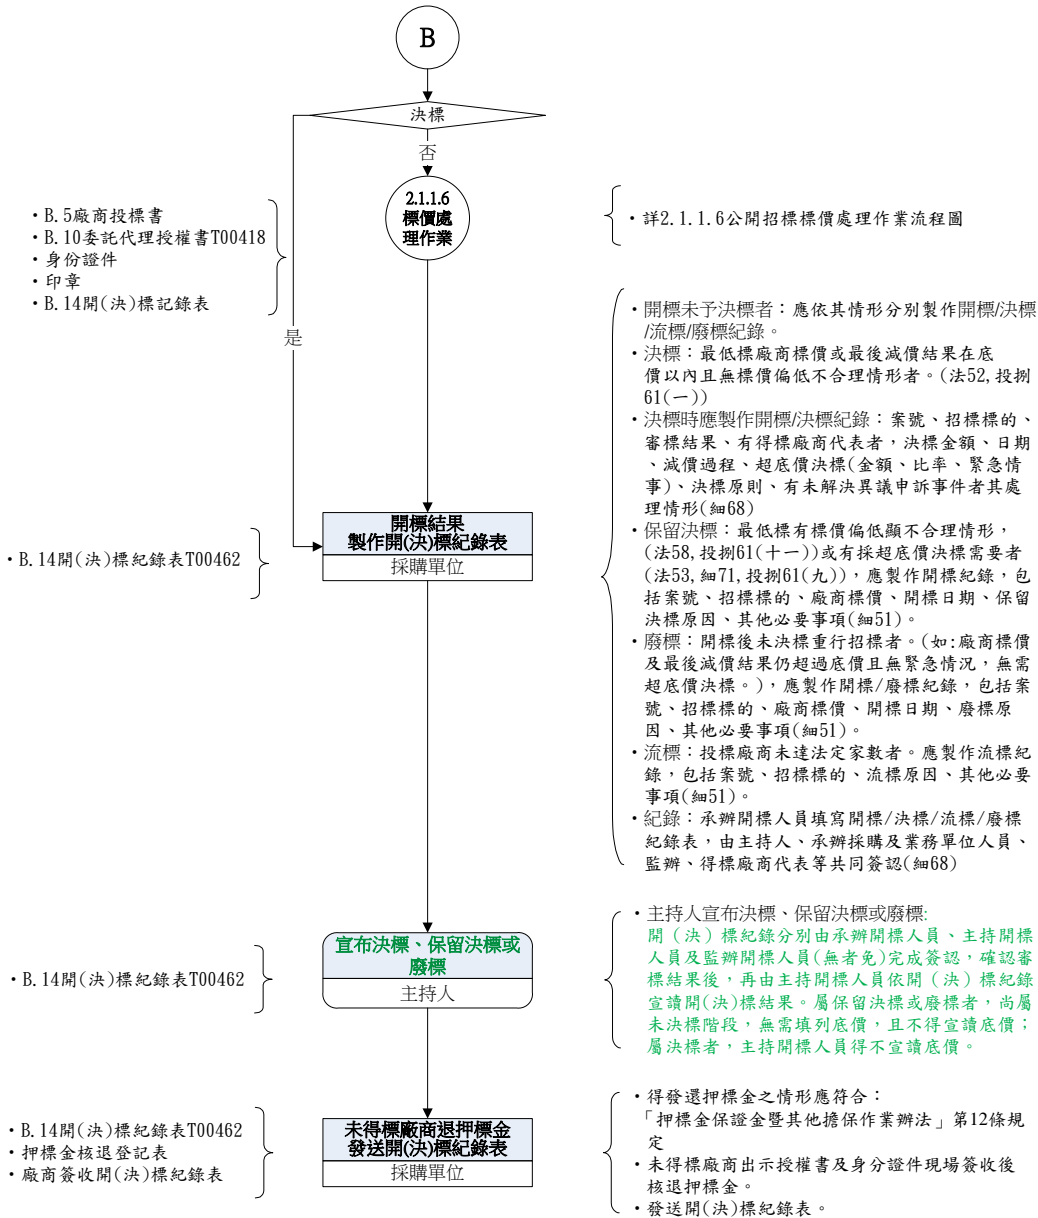 B
決標
否
2.1.1.6
標價處
理作業
・B.5廠商投標書
・B.10委託代理授權書T00418
・身份證件
・印章
・B.14開(決)標記錄表
・詳2.1.1.6公開招標標價處理作業流程圖
是
・開標未予決標者：應依其情形分別製作開標/決標
/流標/廢標紀錄。
・決標：最低標廠商標價或最後減價結果在底
價以內且無標價偏低不合理情形者。(法52,投捌
61(一))
・決標時應製作開標/決標紀錄：案號、招標標的、
審標結果、有得標廠商代表者，決標金額、日期
、減價過程、超底價決標(金額、比率、緊急情
事)、決標原則、有未解決異議申訴事件者其處
理情形(細68)
・保留決標：最低標有標價偏低顯不合理情形，
(法58,投捌61(十一))或有採超底價決標需要者
(法53,細71,投捌61(九))，應製作開標紀錄，包
括案號、招標標的、廠商標價、開標日期、保留
決標原因、其他必要事項(細51)。
・廢標：開標後未決標重行招標者。(如:廠商標價
及最後減價結果仍超過底價且無緊急情況，無需
超底價決標。)，應製作開標/廢標紀錄，包括案
號、招標標的、廠商標價、開標日期、廢標原
因、其他必要事項(細51)。
・流標：投標廠商未達法定家數者。應製作流標紀
錄，包括案號、招標標的、流標原因、其他必要
事項(細51)。
・紀錄：承辦開標人員填寫開標/決標/流標/廢標
紀錄表，由主持人、承辦採購及業務單位人員、
監辦、得標廠商代表等共同簽認(細68)
開標結果
製作開(決)標紀錄表
採購單位
・B.14開(決)標紀錄表T00462
宣布決標、保留決標或
廢標
主持人
・B.14開(決)標紀錄表T00462
・主持人宣布決標、保留決標或廢標:
開（決）標紀錄分別由承辦開標人員、主持開標
人員及監辦開標人員(無者免)完成簽認，確認審
標結果後，再由主持開標人員依開（決）標紀錄
宣讀開(決)標結果。屬保留決標或廢標者，尚屬
未決標階段，無需填列底價，且不得宣讀底價；
屬決標者，主持開標人員得不宣讀底價。
未得標廠商退押標金
發送開(決)標紀錄表
採購單位
・B.14開(決)標紀錄表T00462
・押標金核退登記表
・廠商簽收開(決)標紀錄表
・得發還押標金之情形應符合：
「押標金保證金暨其他擔保作業辦法」第12條規
定
・未得標廠商出示授權書及身分證件現場簽收後
核退押標金。
・發送開(決)標紀錄表。